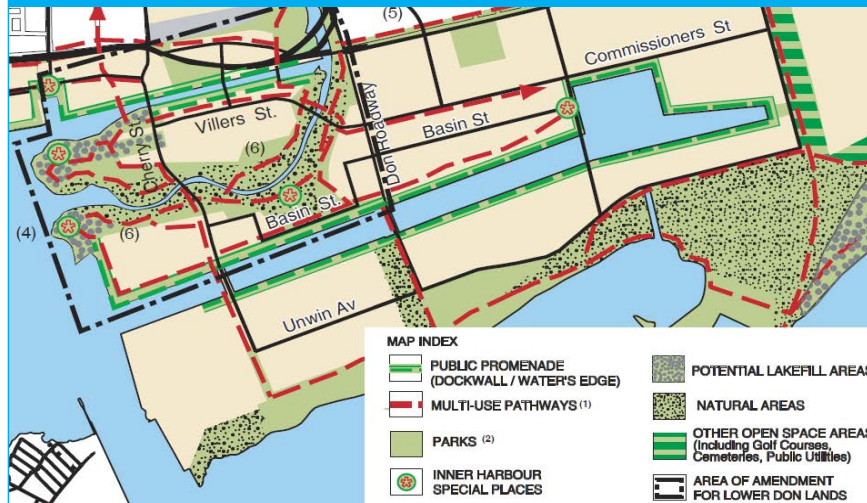 (5)
Commissioners St
Villers St.
Cherry St.
Don Roadway
Basin St
(6)
Basin St.
(4)
(6)
Unwin Av
MAP INDEX
PUBLIC PROMENADE
(DOCKWALL / WATER'S EDGE)
MULTI-USE PATHWAYS (1)
PARKS (2)
INNER HARBOUR
SPECIAL PLACES
POTENTIAL LAKEFILL AREAS
NATURAL AREAS
OTHER OPEN SPACE AREAS
(Including Golf Courses,
Cemeteries, Public Utilities)
AREA OF AMENDMENT
FOR LOWER DON LANDS